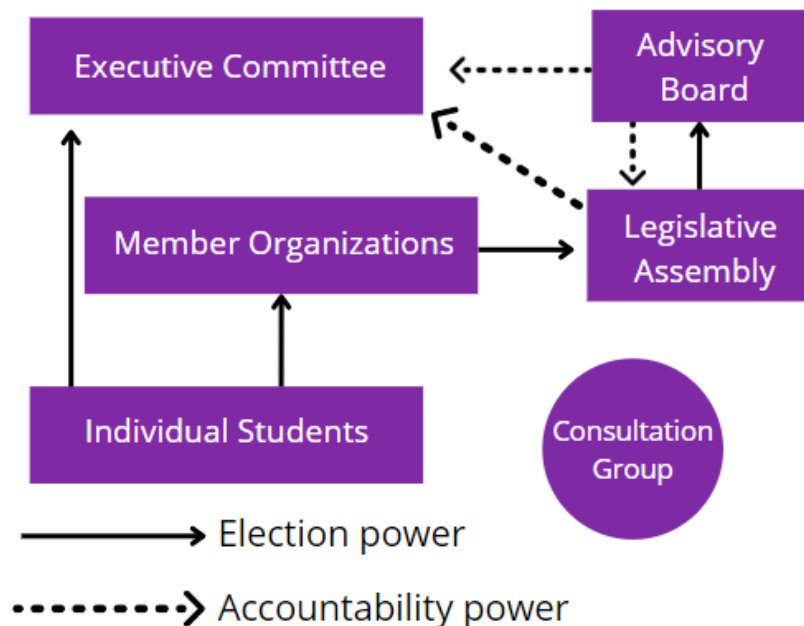 Executive Committee
Advisory
Board
Member Organizations
Legislative
Assembly
Individual Students
Consultation
Group
Election power
Accountability power